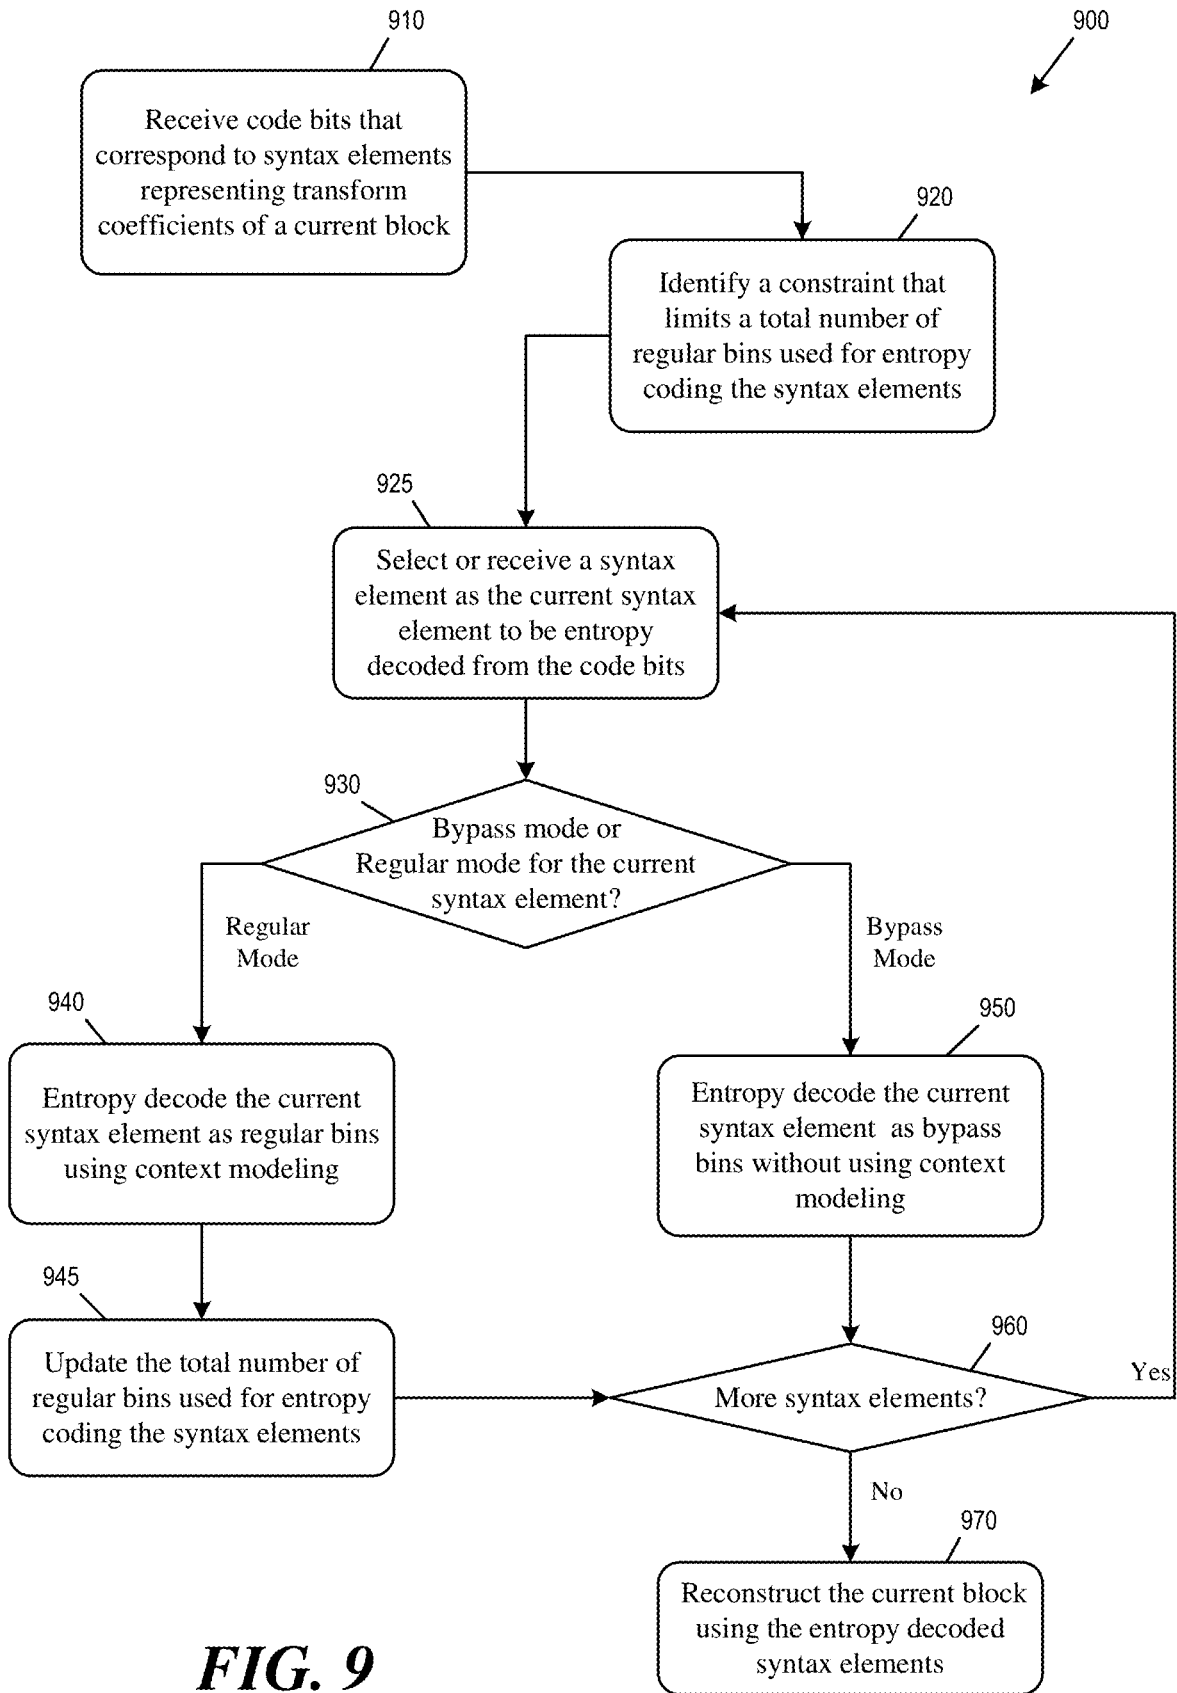 910
900
Receive code bits that
correspond to syntax elements
representing transform
coefficients of a current block
920
Identify a constraint that
limits a total number of
regular bins used for entropy
coding the syntax elements
925
Select or receive a syntax
element as the current syntax
element to be entropy
decoded from the code bits
930
Bypass mode or
Regular mode for the current
syntax element?
Regular
Mode
Bypass
Mode
940
Entropy decode the current
syntax element as regular bins
using context modeling
950
Entropy decode the current
syntax element as bypass
bins without using context
modeling
945
Update the total number of
regular bins used for entropy
coding the syntax elements
960
More syntax elements?
Yes
No
970
Reconstruct the current block
using the entropy decoded
syntax elements
FIG. 9